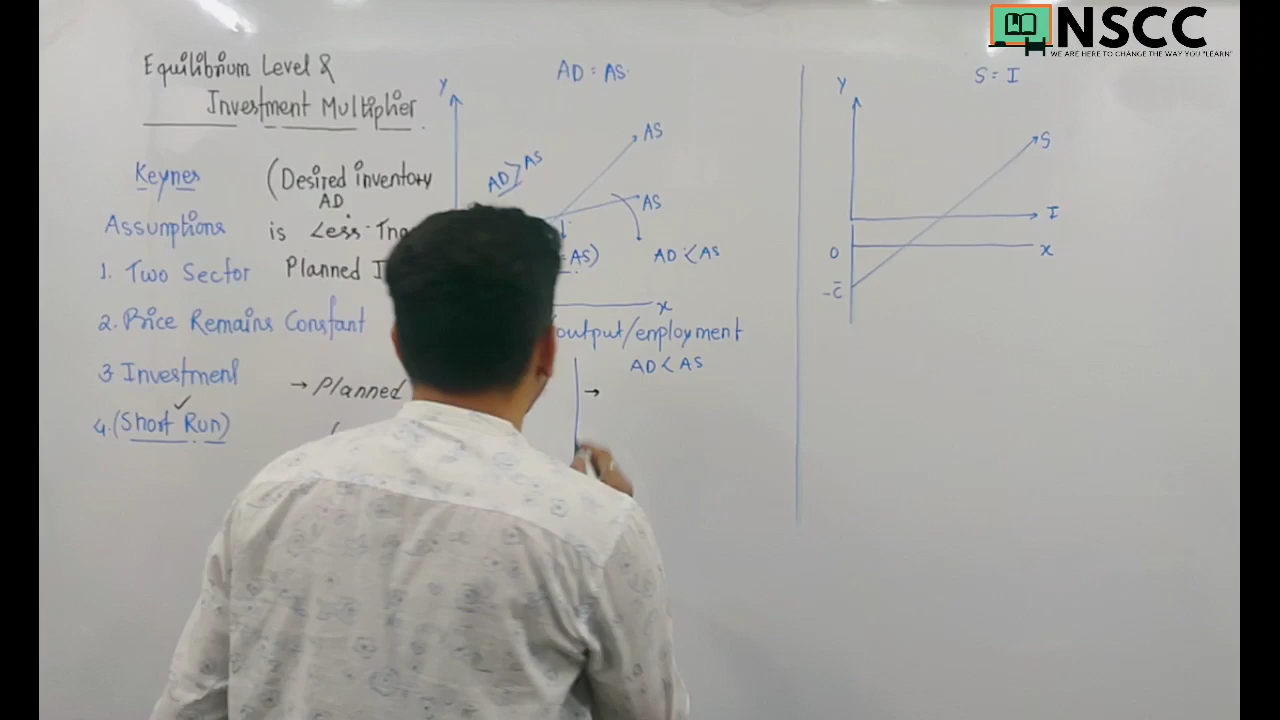 NSCC
WE ARE HERE TO CHANGE THE WAY YOU "LEARN"
Equilibrium Level &
Investment Multiplier
Keynes
Assumptions
1. Two Sector
2. Price Remains Constant
3 Investment
4. (Short Run)
(Desired inventory
AD
is Less
Planned
→ Planned
AD = AS
Y
AD > AS
AS
AS
= AS)
AD < AS
x
output/employment
AD < AS
→
S = I
Y
S
I
O
x
-C̅